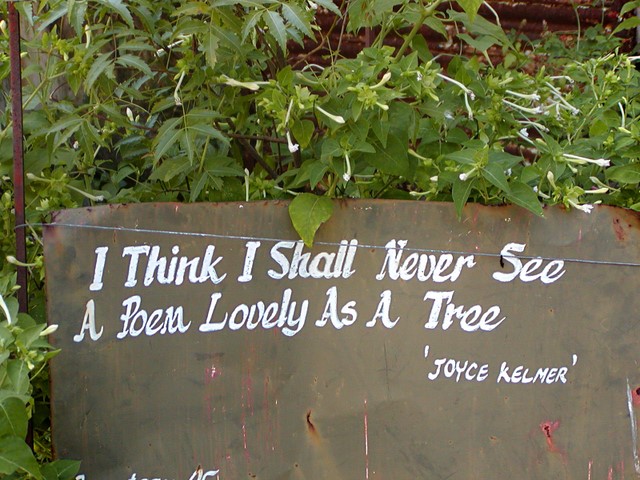 I Think I Shall Never See
A Poem Lovely As A Tree
'JOYCE KELMER'